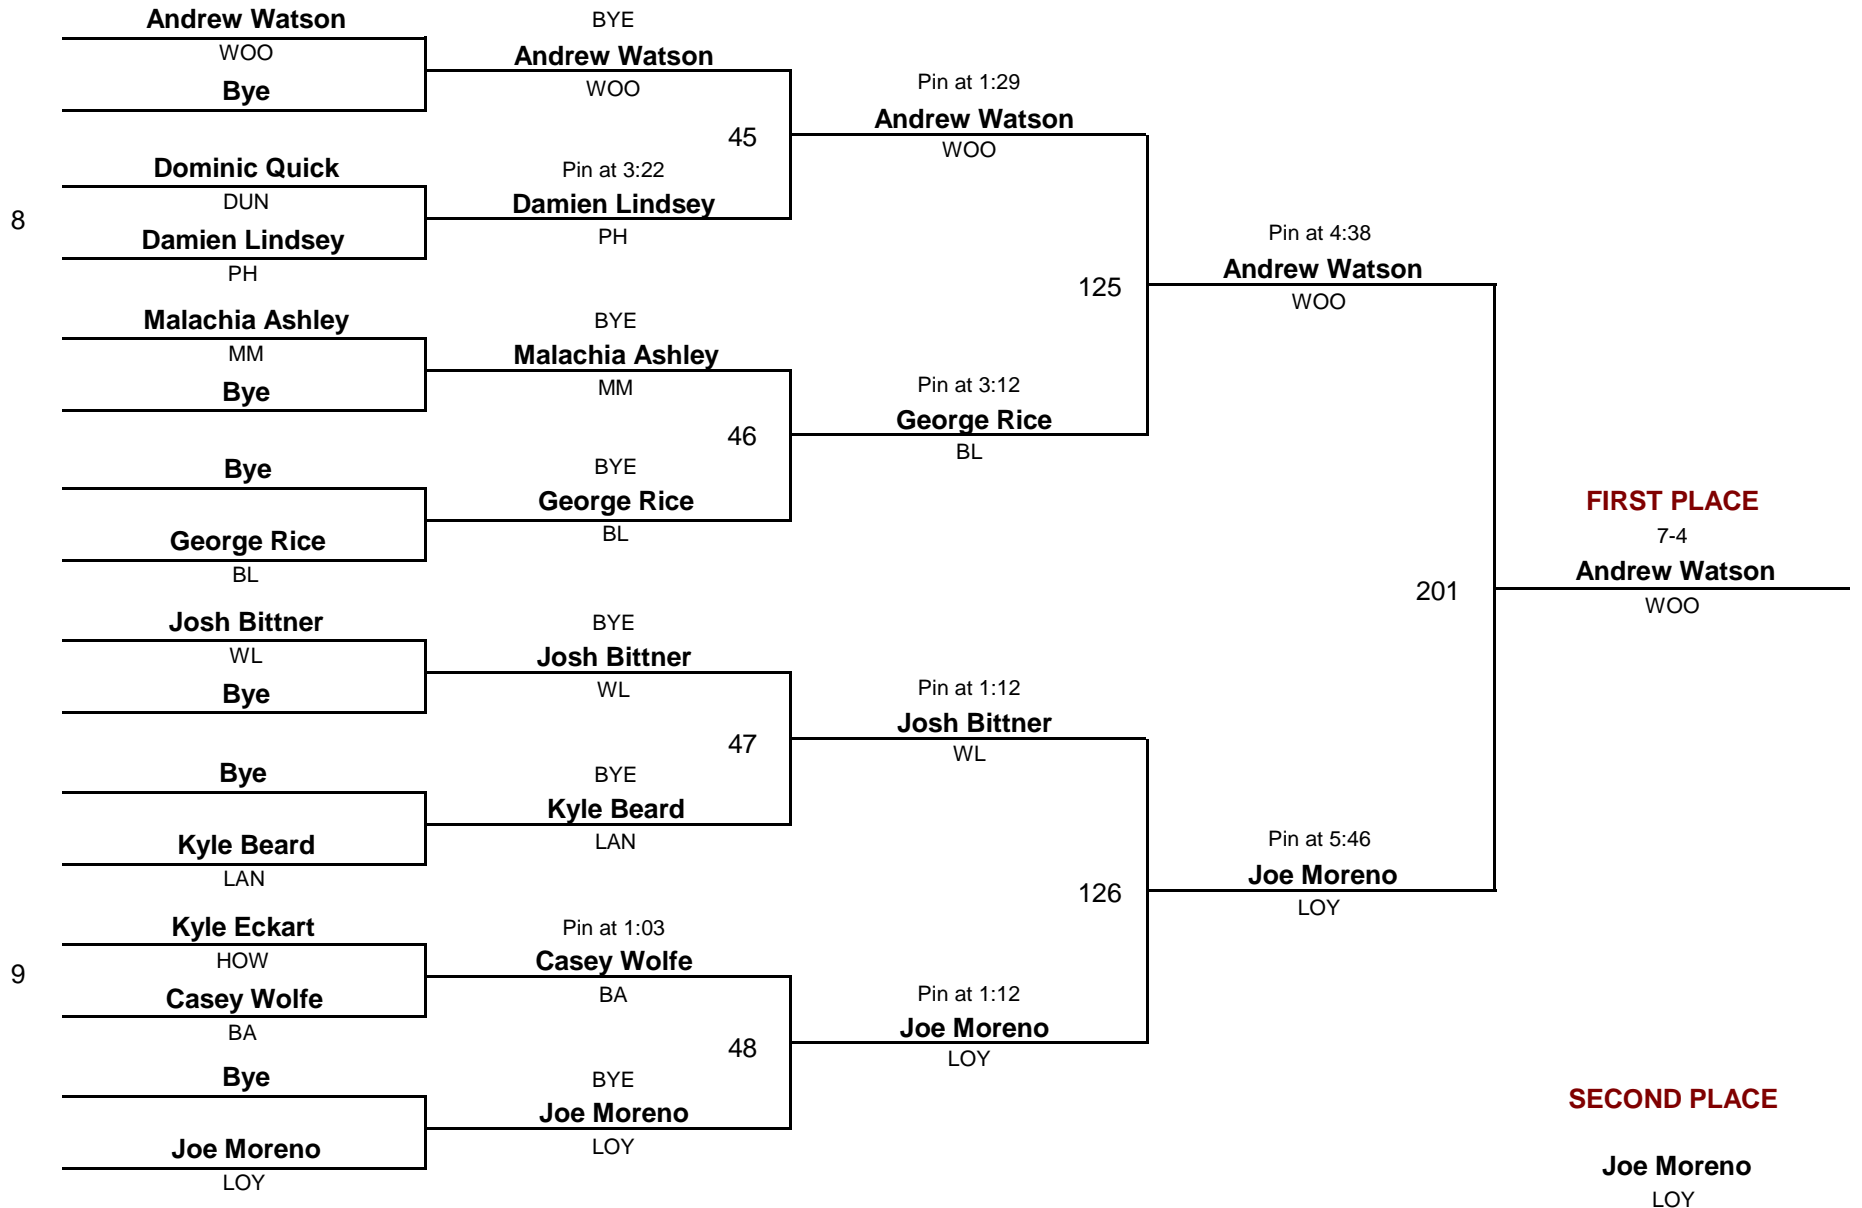 Andrew Watson
WOO
Bye
8
Dominic Quick
DUN
Damien Lindsey
PH
Malachia Ashley
MM
Bye
Bye
George Rice
BL
Josh Bittner
WL
Bye
Bye
Kyle Beard
LAN
9
Kyle Eckart
HOW
Casey Wolfe
BA
Bye
Joe Moreno
LOY
BYE
Andrew Watson
WOO
45
Pin at 3:22
Damien Lindsey
PH
BYE
Malachia Ashley
MM
46
BYE
George Rice
BL
BYE
Josh Bittner
WL
47
BYE
Kyle Beard
LAN
Pin at 1:03
Casey Wolfe
BA
48
BYE
Joe Moreno
LOY
Pin at 1:29
Andrew Watson
WOO
125
Pin at 3:12
George Rice
BL
Pin at 1:12
Josh Bittner
WL
126
Pin at 1:12
Joe Moreno
LOY
Pin at 4:38
Andrew Watson
WOO
201
Pin at 5:46
Joe Moreno
LOY
FIRST PLACE
7-4
Andrew Watson
WOO
SECOND PLACE
Joe Moreno
LOY